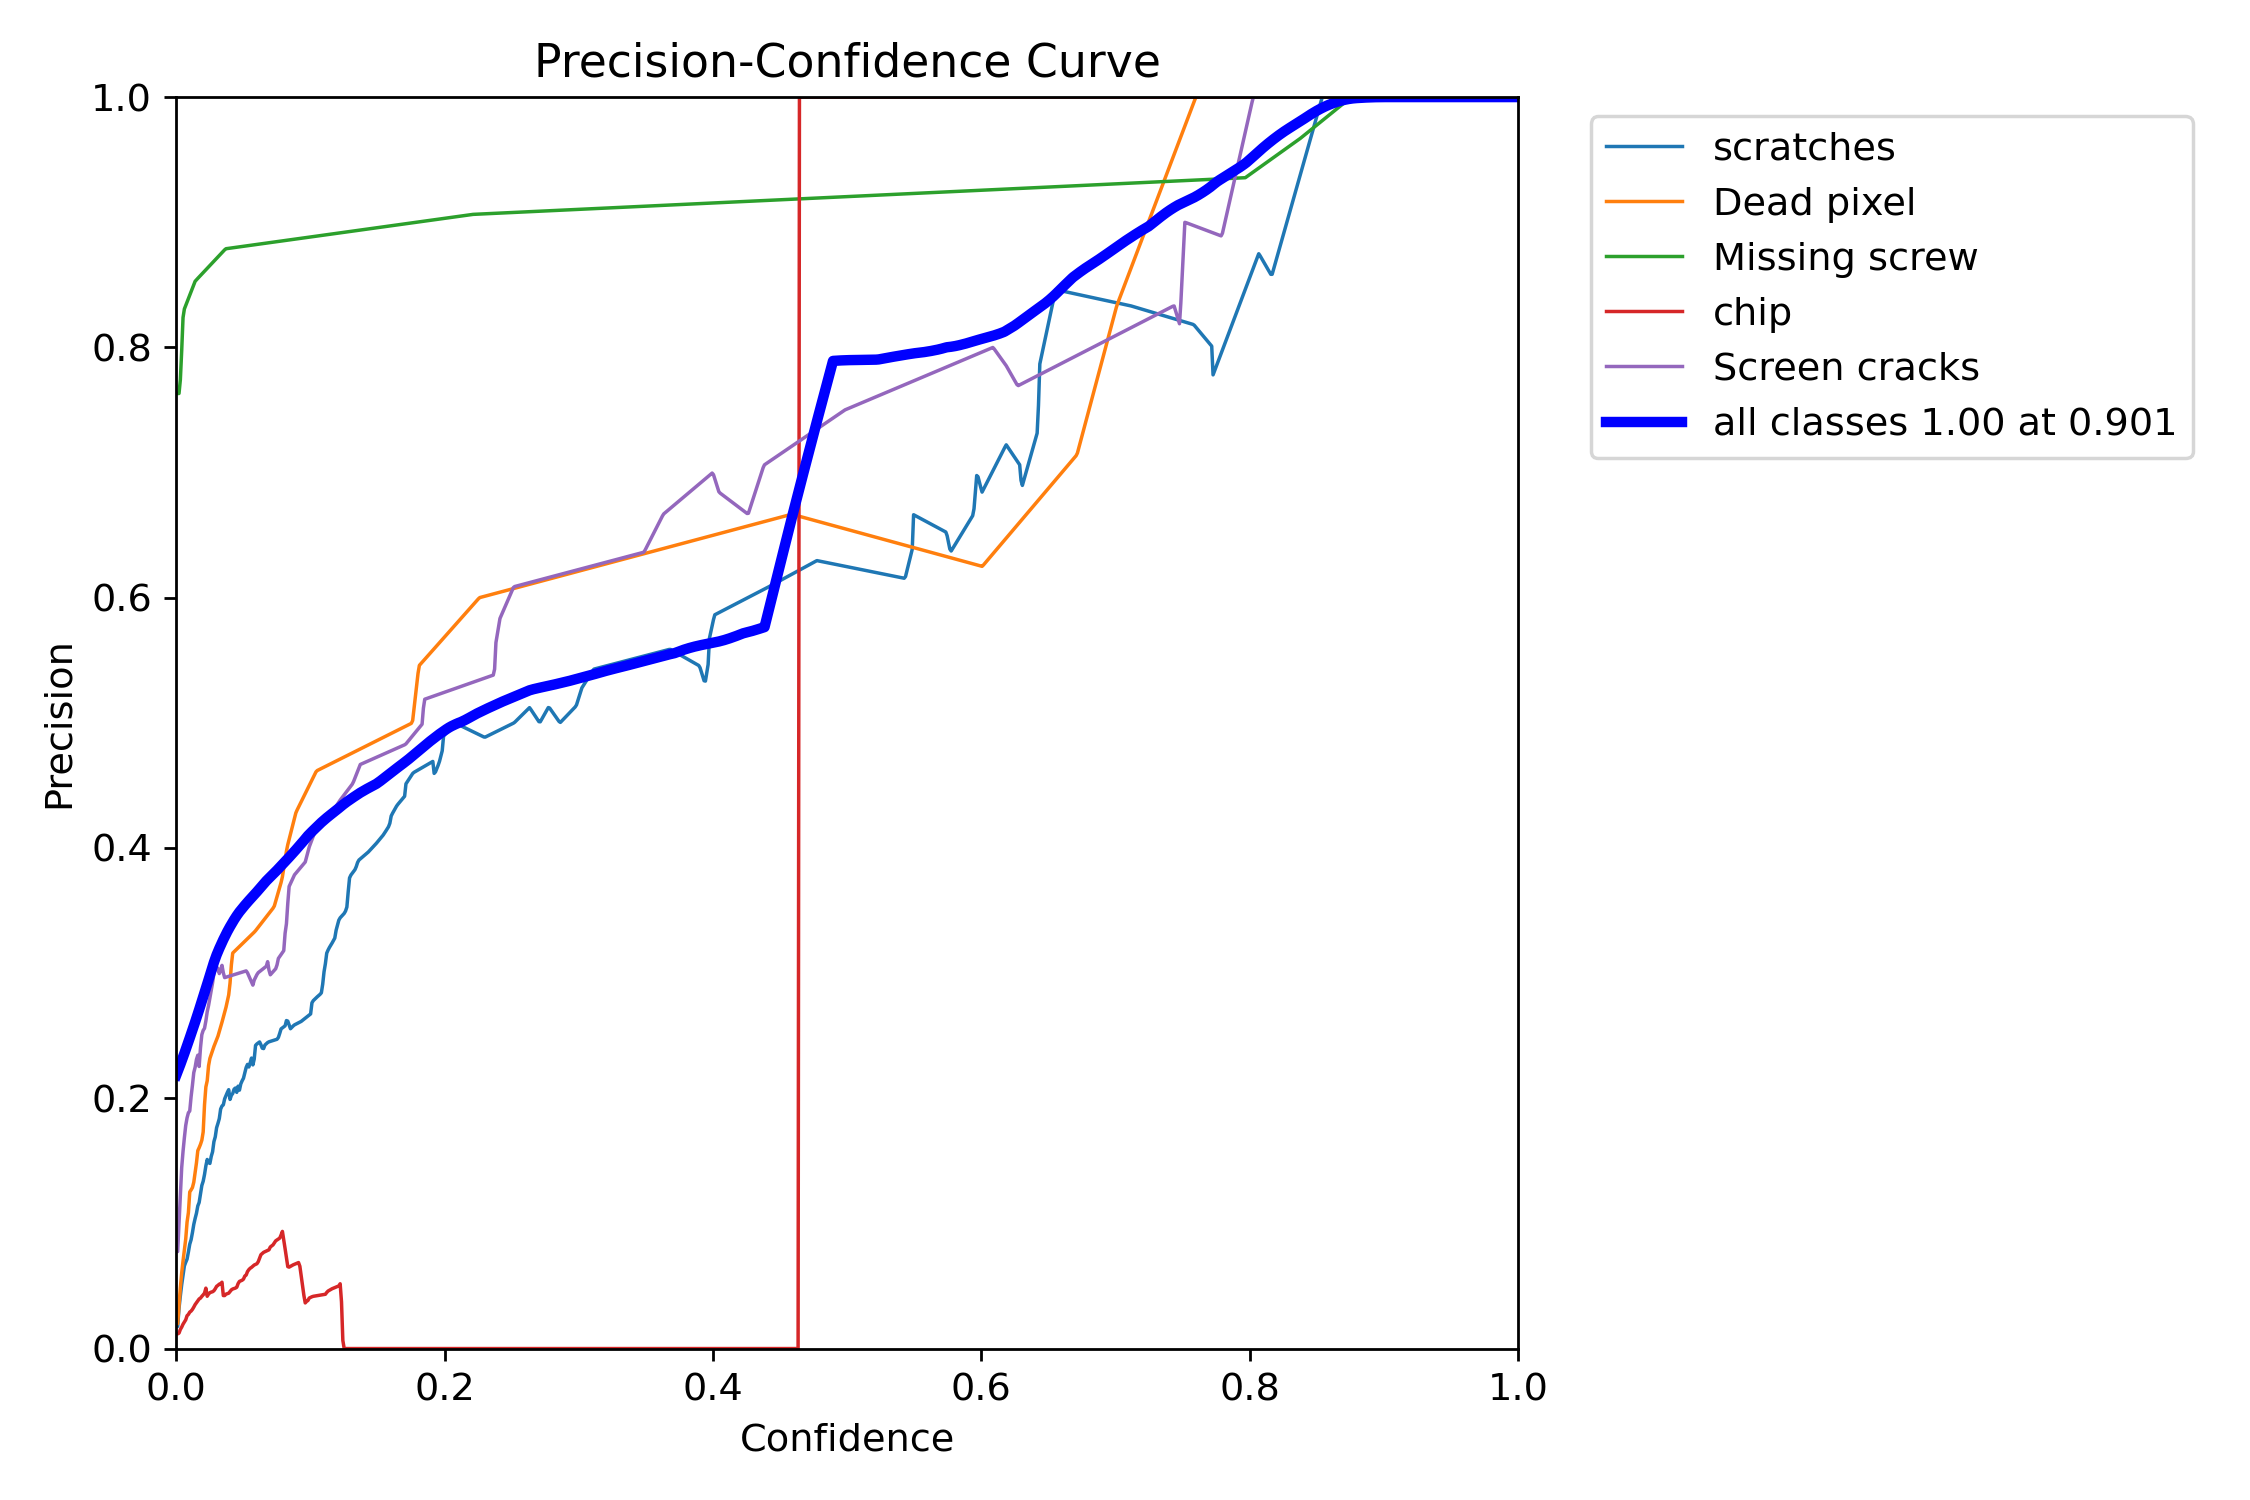 Precision-Confidence Curve
1.0
0.8
0.6
0.4
0.2
0.0
Precision
0.0 0.2 0.4 0.6 0.8 1.0
Confidence
scratches
Dead pixel
Missing screw
chip
Screen cracks
all classes 1.00 at 0.901